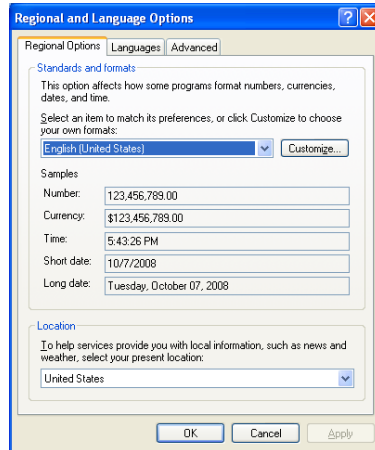 Regional and Language Options
Regional Options Languages Advanced
Standards and formats
This option affects how some programs format numbers, currencies,
dates, and time.
Select an item to match its preferences, or click Customize to choose
your own formats:
English (United States) Customize...
Samples
Number: 123,456,789.00
Currency: $123,456,789.00
Time: 5:43:26 PM
Short date: 10/7/2008
Long date: Tuesday, October 07, 2008
Location
To help services provide you with local information, such as news and
weather, select your present location:
United States
OK Cancel Apply